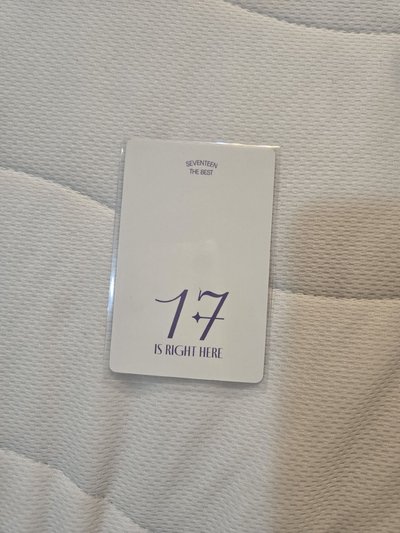 SEVENTEEN
THE BEST
17
IS RIGHT HERE